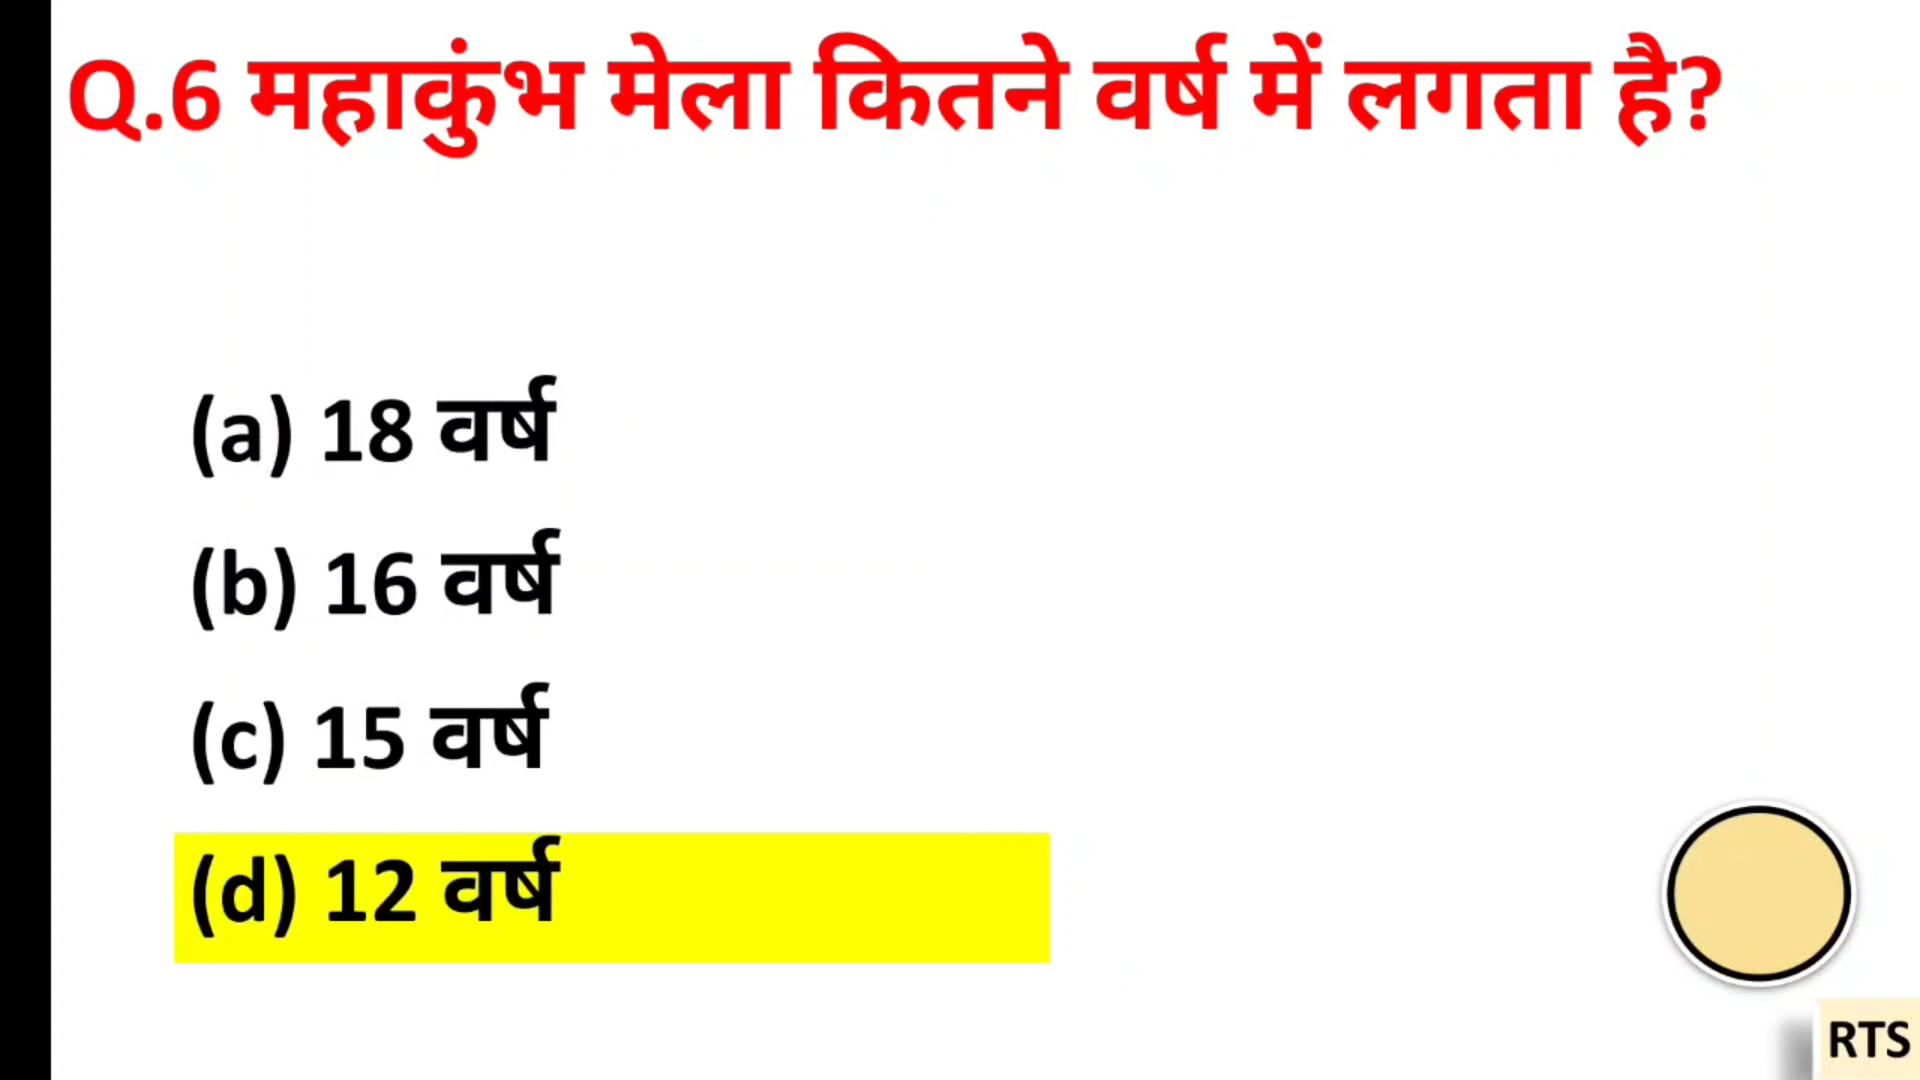 Q.6 महाकुंभ मेला कितने वर्ष में लगता है?
(a) 18 वर्ष
(b) 16 वर्ष
(c) 15 वर्ष
(d) 12 वर्ष
RTS